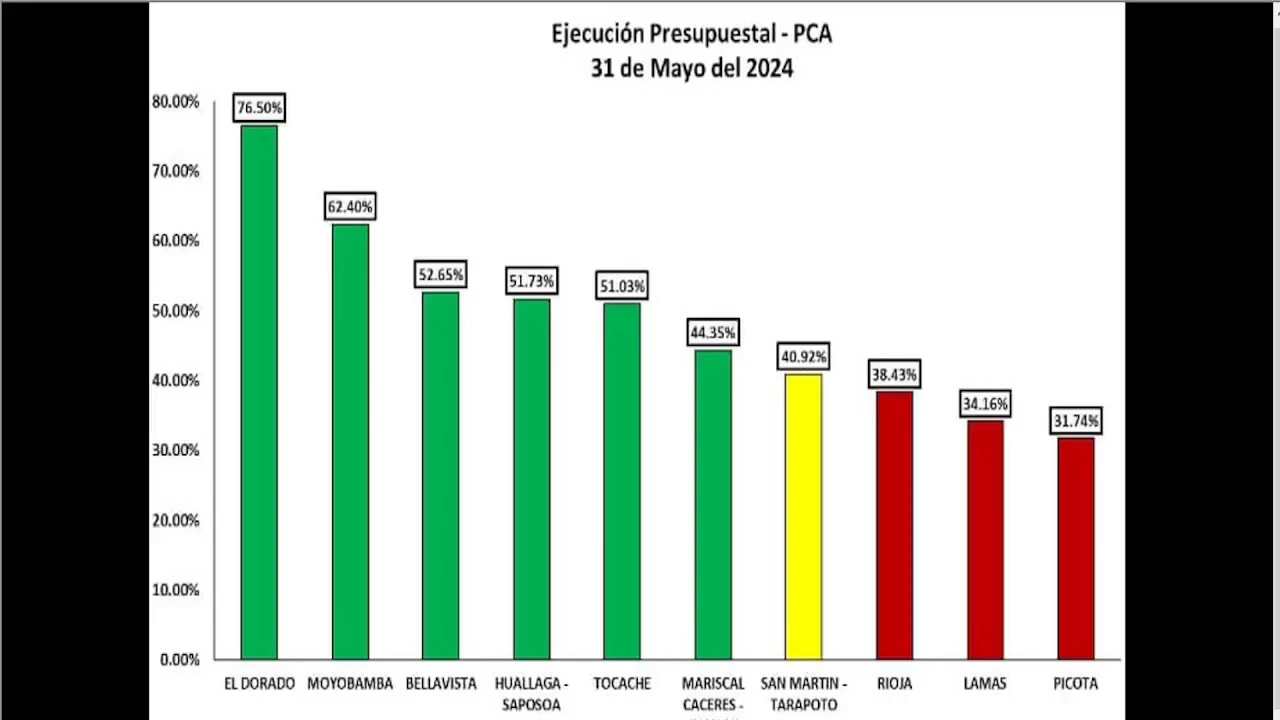 Ejecución Presupuestal - PCA
31 de Mayo del 2024
80.00%
70.00%
60.00%
50.00%
40.00%
30.00%
20.00%
10.00%
0.00%
76.50%
62.40%
52.65%
51.73%
51.03%
44.35%
40.92%
38.43%
34.16%
31.74%
EL DORADO
MOYOBAMBA
BELLAVISTA
HUALLAGA -
SAPOSOA
TOCACHE
MARISCAL
CACERES -
SAN MARTIN -
TARAPOTO
RIOJA
LAMAS
PICOTA